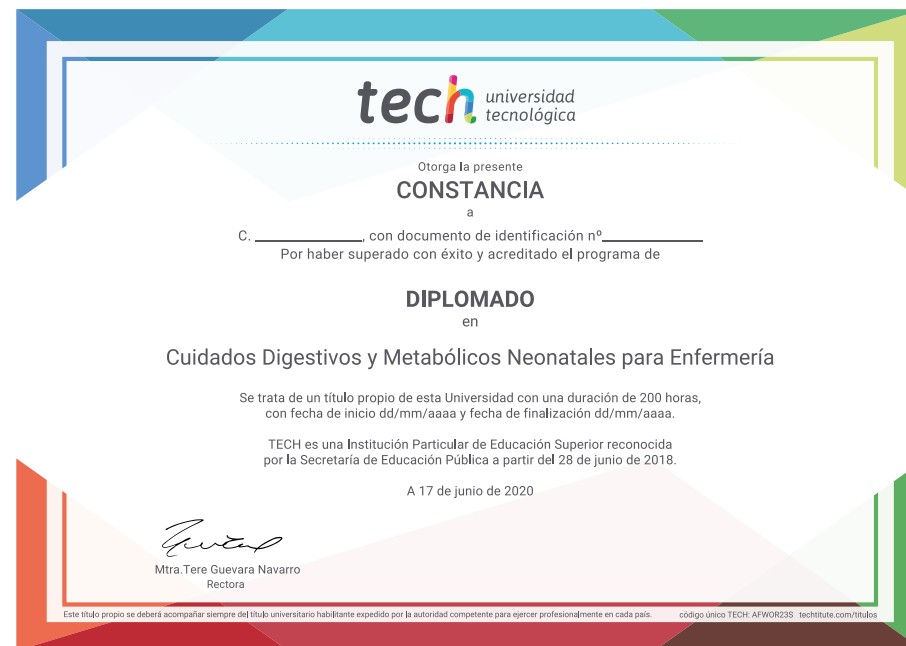 tech universidad
tecnológica
Otorga la presente
CONSTANCIA
a
C. ______________, con documento de identificación nº_____________
Por haber superado con éxito y acreditado el programa de
DIPLOMADO
en
Cuidados Digestivos y Metabólicos Neonatales para Enfermería
Se trata de un título propio de esta Universidad con una duración de 200 horas,
con fecha de inicio dd/mm/aaaa y fecha de finalización dd/mm/aaaa.
TECH es una Institución Particular de Educación Superior reconocida
por la Secretaría de Educación Pública a partir del 28 de junio de 2018.
A 17 de junio de 2020
Mtra.Tere Guevara Navarro
Rectora
Este título propio se deberá acompañar siempre del título universitario habilitante expedido por la autoridad competente para ejercer profesionalmente en cada país. código único TECH: AFWOR23S techtitute.com/titulos